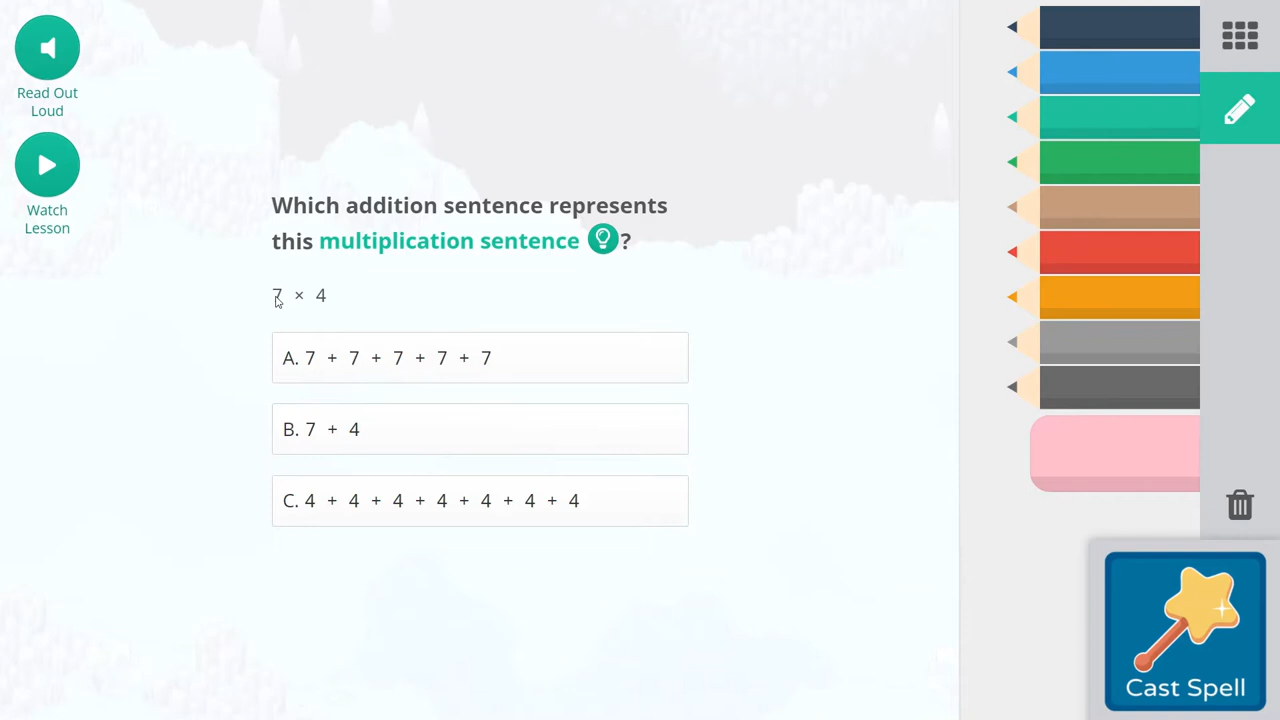 Read Out
Loud
Watch
Lesson
Which addition sentence represents
this multiplication sentence ?
7 × 4
A. 7 + 7 + 7 + 7 + 7
B. 7 + 4
C. 4 + 4 + 4 + 4 + 4 + 4 + 4
Cast Spell